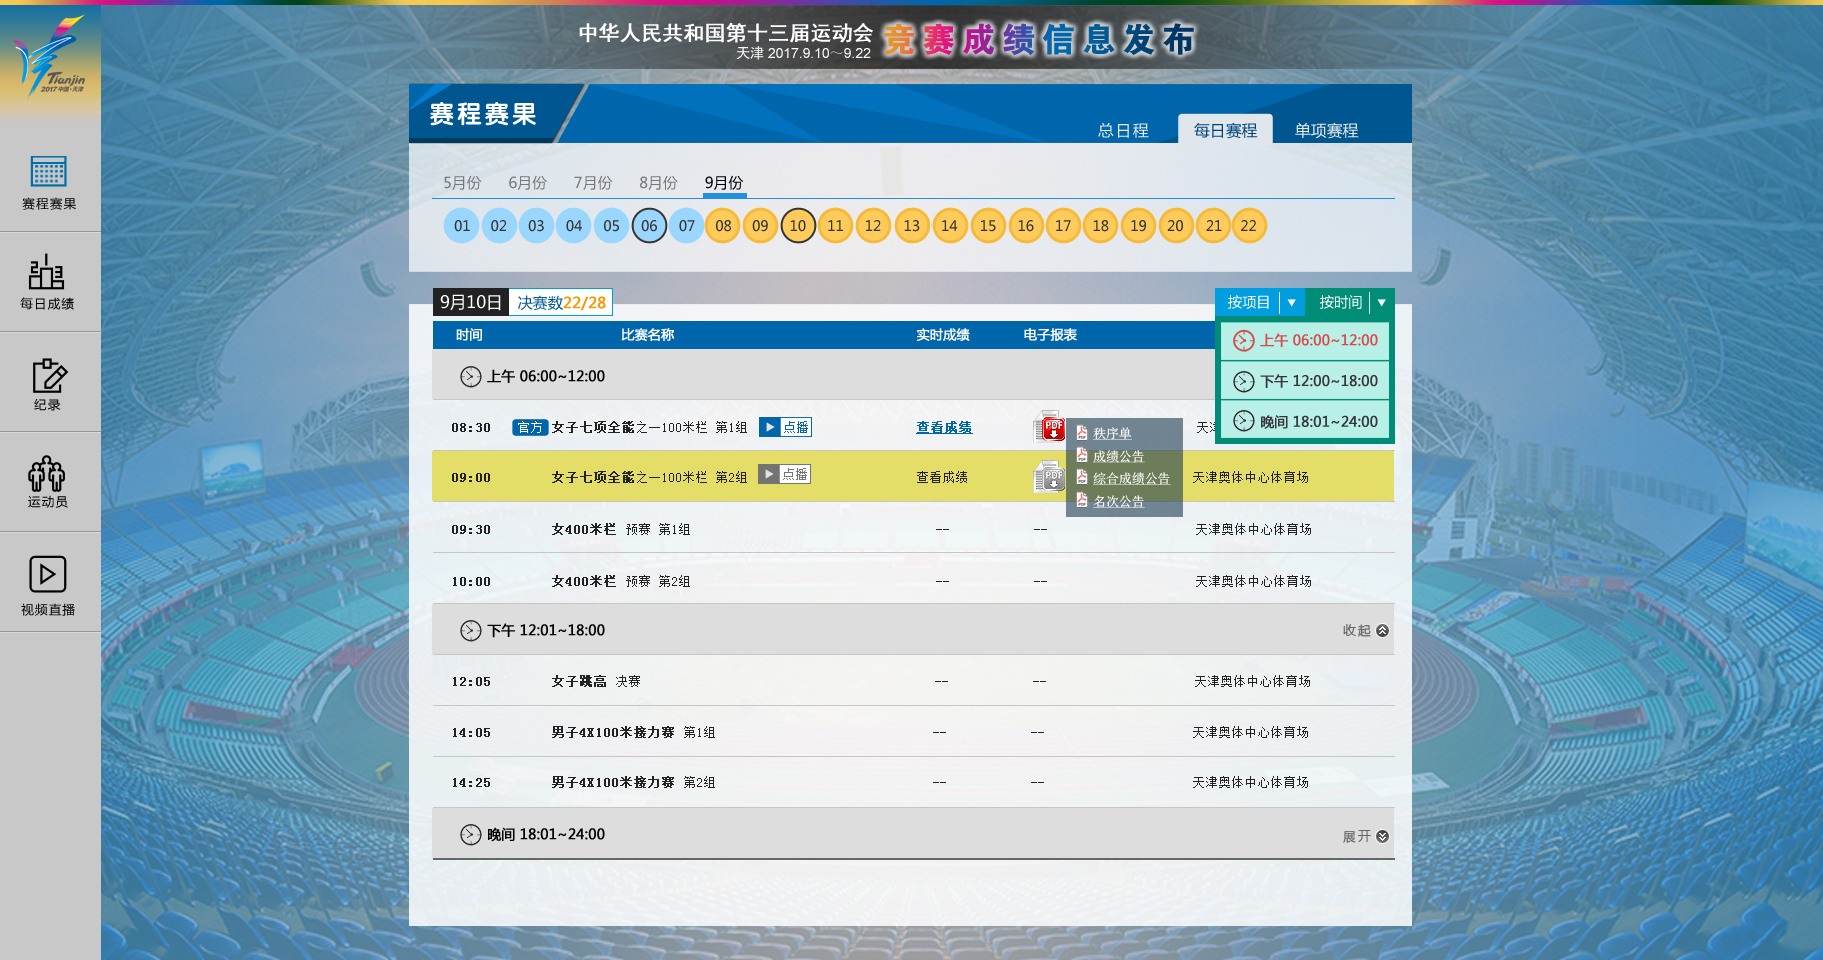 中华人民共和国第十三届运动会
天津 2017.9.10~9.22
竞赛成绩信息发布
Tianjin
2017 中国·天津
赛程赛果
每日成绩
纪录
运动员
视频直播
赛程赛果
总日程 每日赛程 单项赛程
5月份 6月份 7月份 8月份 9月份
01 02 03 04 05 06 07 08 09 10 11 12 13 14 15 16 17 18 19 20 21 22
9月10日 决赛数22/28 按项目 按时间
时间 比赛名称 实时成绩 电子报表
上午 06:00~12:00
下午 12:00~18:00
晚间 18:01~24:00
上午 06:00~12:00
08:30 官方 女子七项全能之一100米栏 第1组 点播 查看成绩 PDF 天
秩序单
成绩公告
综合成绩公告
名次公告
09:00 女子七项全能之一100米栏 第2组 点播 查看成绩 PDF 天津奥体中心体育场
09:30 女400米栏 预赛 第1组 -- -- 天津奥体中心体育场
10:00 女400米栏 预赛 第2组 -- -- 天津奥体中心体育场
下午 12:01~18:00 收起
12:05 女子跳高 决赛 -- -- 天津奥体中心体育场
14:05 男子4X100米接力赛 第1组 -- -- 天津奥体中心体育场
14:25 男子4X100米接力赛 第2组 -- -- 天津奥体中心体育场
晚间 18:01~24:00 展开